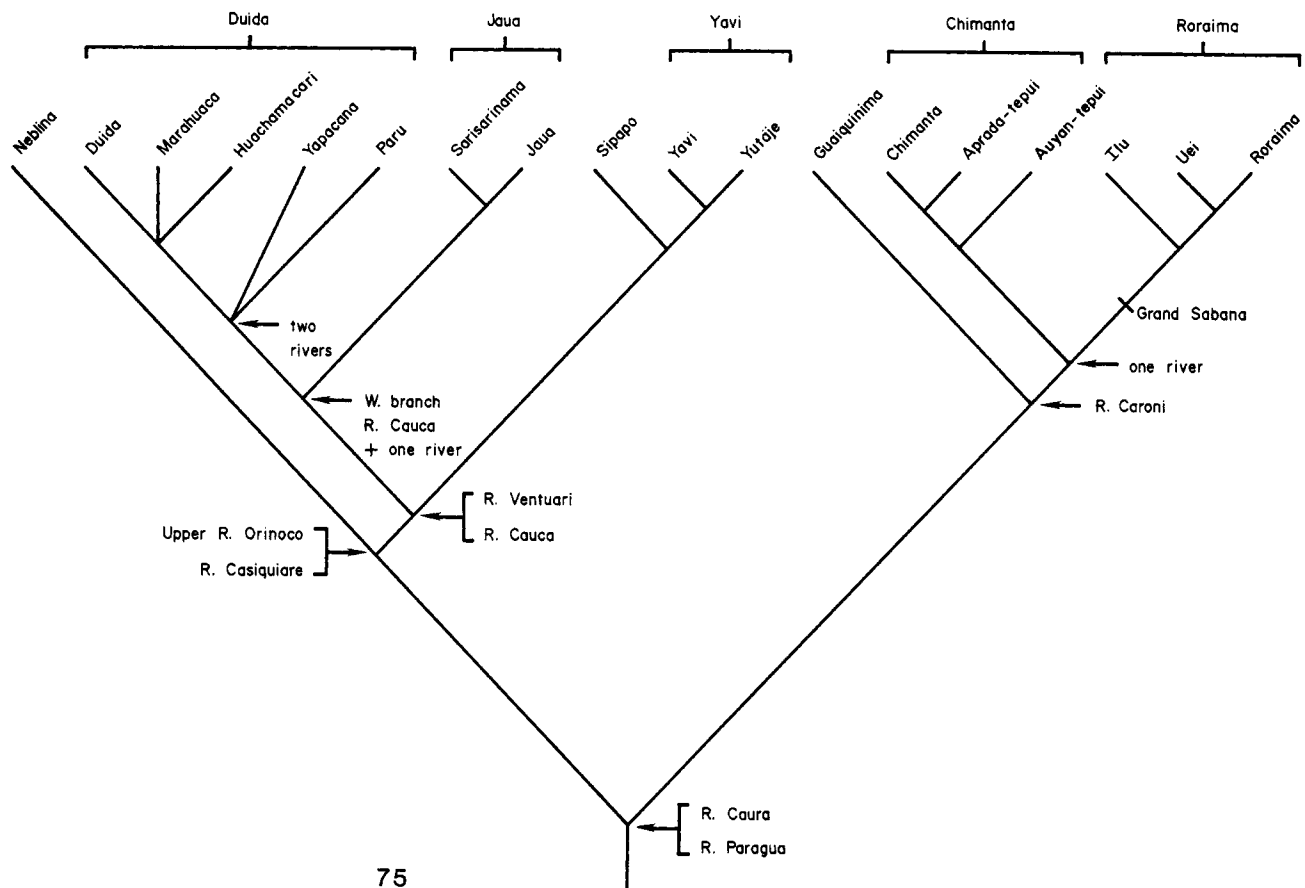 Duida
Jaua
Yavi
Chimanta
Roraima
Neblina
Duida
Marahuaca
Huachamacari
Yapacana
Paru
Sarisarinama
Jaua
Sipapo
Yavi
Yutaje
Guaiquinima
Chimanta
Aprada-tepui
Auyan-tepui
Ilu
Uei
Roraima
two
rivers
W. branch
R. Cauca
+ one river
R. Ventuari
R. Cauca
Upper R. Orinoco
R. Casiquiare
Grand Sabana
one river
R. Caroni
R. Caura
R. Paragua
75